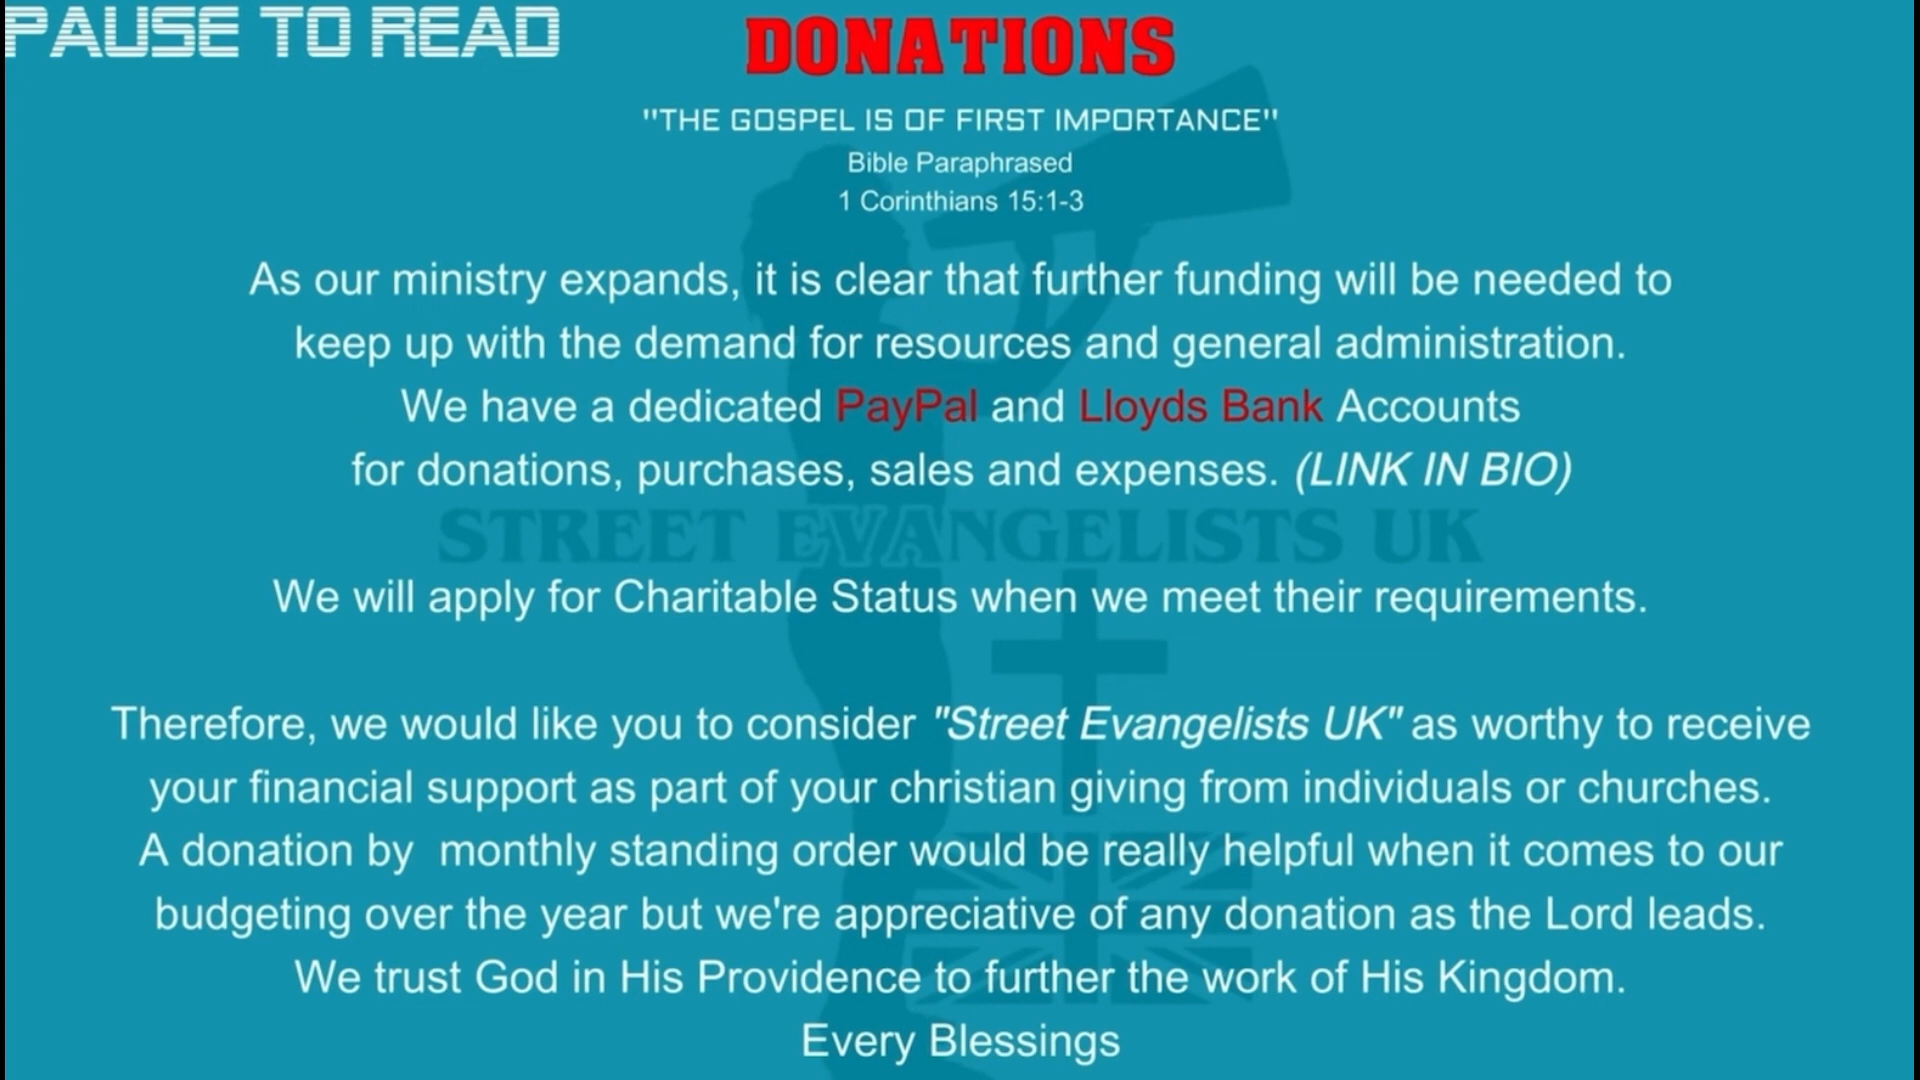 PAUSE TO READ
DONATIONS
"THE GOSPEL IS OF FIRST IMPORTANCE"
Bible Paraphrased
1 Corinthians 15:1-3
As our ministry expands, it is clear that further funding will be needed to
keep up with the demand for resources and general administration.
We have a dedicated PayPal and Lloyds Bank Accounts
for donations, purchases, sales and expenses. (LINK IN BIO)
STREET EVANGELISTS UK
We will apply for Charitable Status when we meet their requirements.
Therefore, we would like you to consider "Street Evangelists UK" as worthy to receive
your financial support as part of your christian giving from individuals or churches.
A donation by  monthly standing order would be really helpful when it comes to our
budgeting over the year but we're appreciative of any donation as the Lord leads.
We trust God in His Providence to further the work of His Kingdom.
Every Blessings